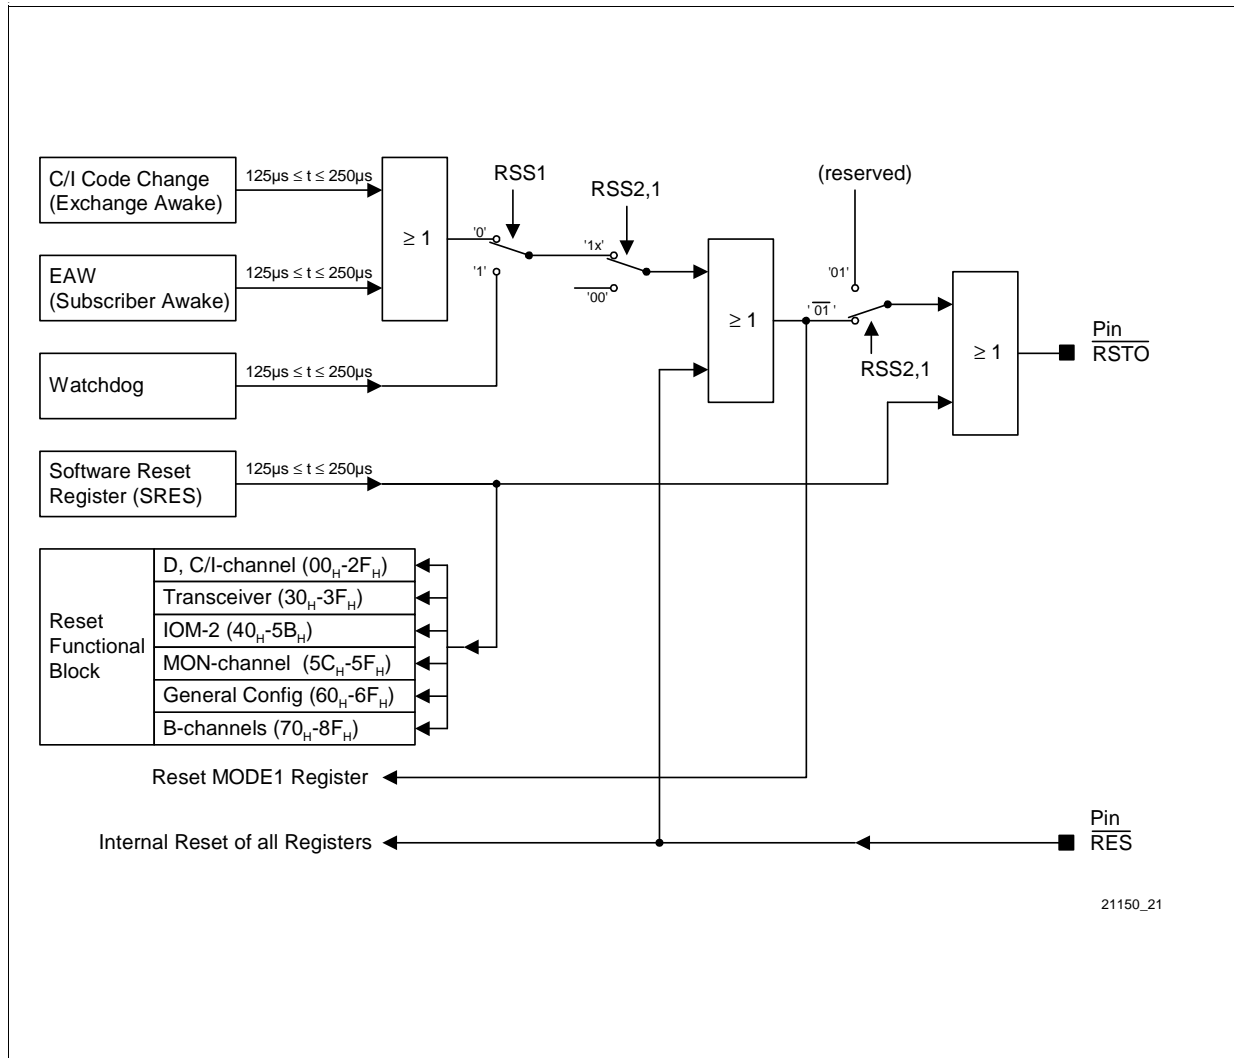 C/I Code Change
(Exchange Awake)
125µs ≤ t ≤ 250µs
EAW
(Subscriber Awake)
125µs ≤ t ≤ 250µs
Watchdog
125µs ≤ t ≤ 250µs
Software Reset
Register (SRES)
125µs ≤ t ≤ 250µs
≥ 1
RSS1
'0'
'1'
RSS2,1
'1x'
'00'
≥ 1
(reserved)
'01'
'01'
RSS2,1
≥ 1
Pin
RSTO
Reset
Functional
Block
D, C/I-channel (00H-2FH)
Transceiver (30H-3FH)
IOM-2 (40H-5BH)
MON-channel (5CH-5FH)
General Config (60H-6FH)
B-channels (70H-8FH)
Reset MODE1 Register
Internal Reset of all Registers
Pin
RES
21150_21